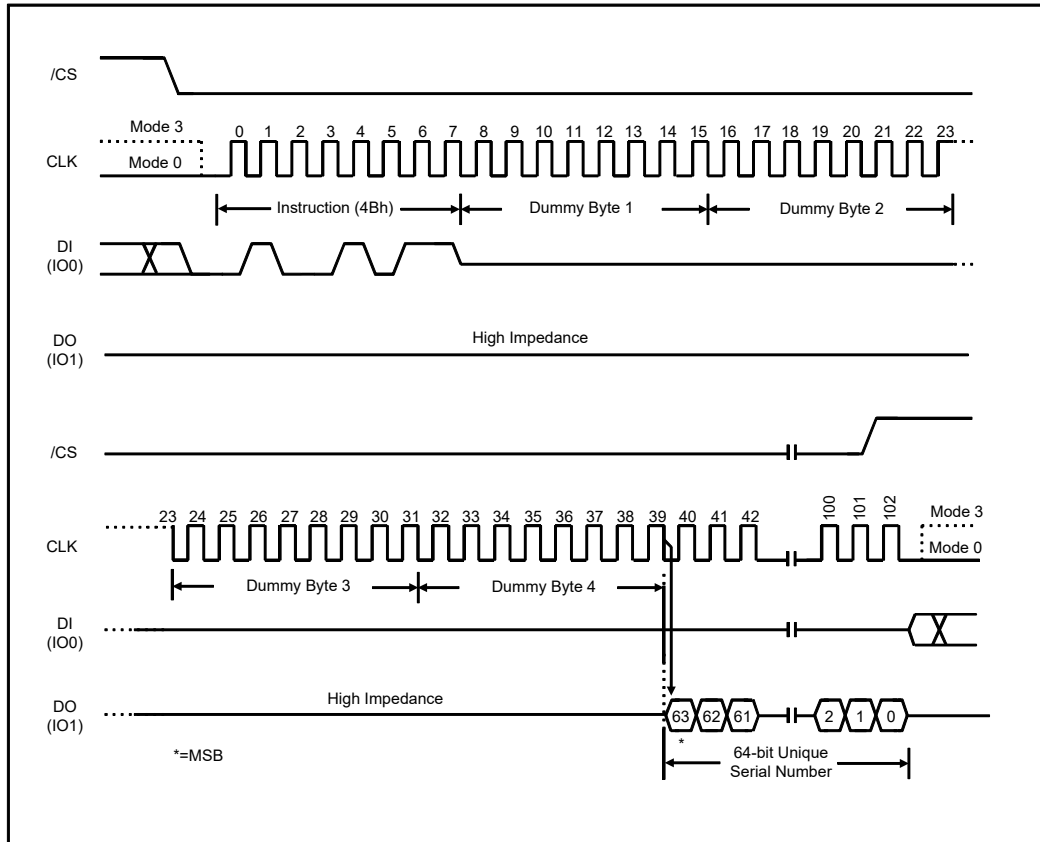 /CS
Mode 3
0 1 2 3 4 5 6 7 8 9 10 11 12 13 14 15 16 17 18 19 20 21 22 23
CLK
Mode 0
Instruction (4Bh) Dummy Byte 1 Dummy Byte 2
DI
(IO0)
High Impedance
DO
(IO1)
/CS
23 24 25 26 27 28 29 30 31 32 33 34 35 36 37 38 39 40 41 42 100 101 102
Mode 3
CLK
Mode 0
Dummy Byte 3 Dummy Byte 4
DI
(IO0)
High Impedance
DO
(IO1)
63 62 61 2 1 0
*
*=MSB
64-bit Unique
Serial Number